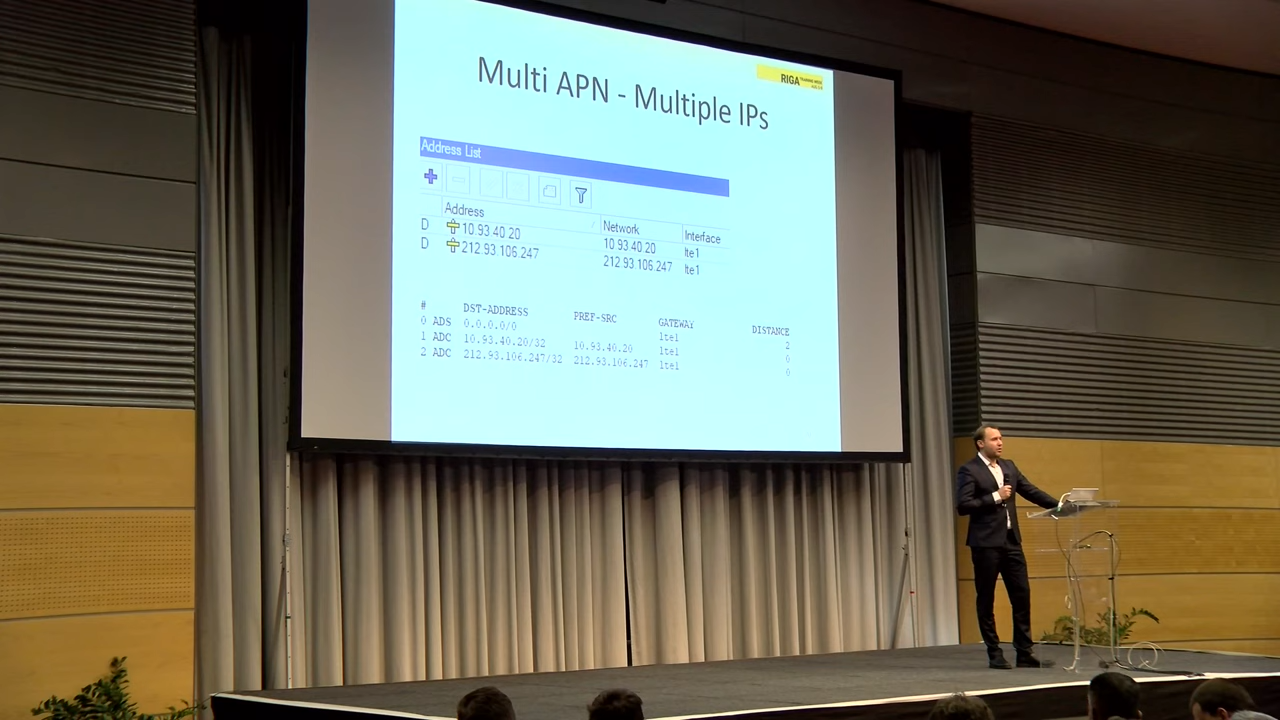 Multi APN - Multiple IPs
RIGA TRAINING WEEK
Address List
Address Network Interface
D 10.93.40.20 10.93.40.20 lte1
D 212.93.106.247 212.93.106.247 lte1
# DST-ADDRESS PREF-SRC GATEWAY DISTANCE
0 ADS 0.0.0.0/0 lte1 2
1 ADC 10.93.40.20/32 10.93.40.20 lte1 0
2 ADC 212.93.106.247/32 212.93.106.247 lte1 0